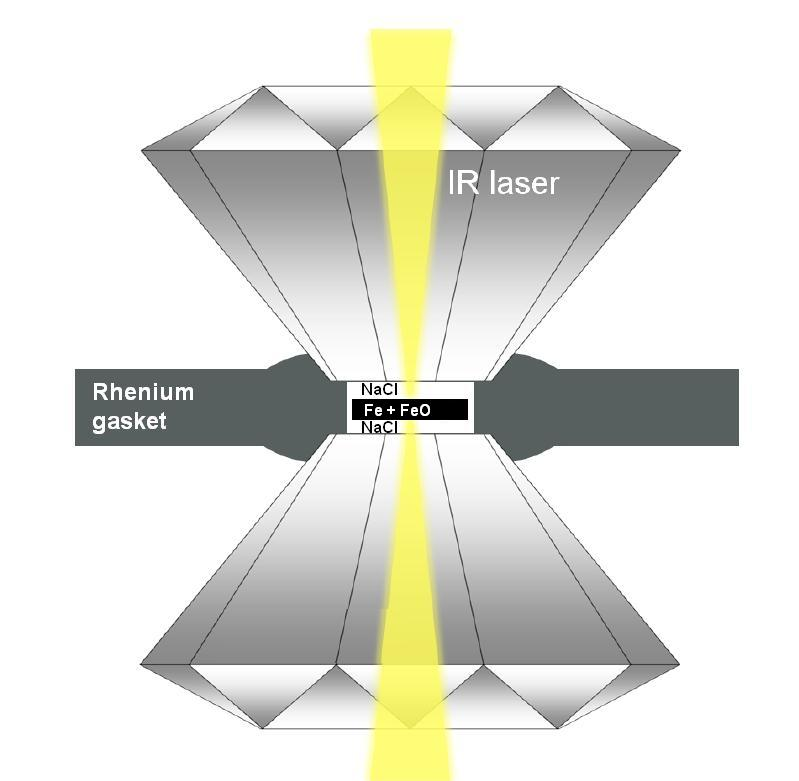 IR laser
Rhenium
gasket
NaCl
Fe + FeO
NaCl